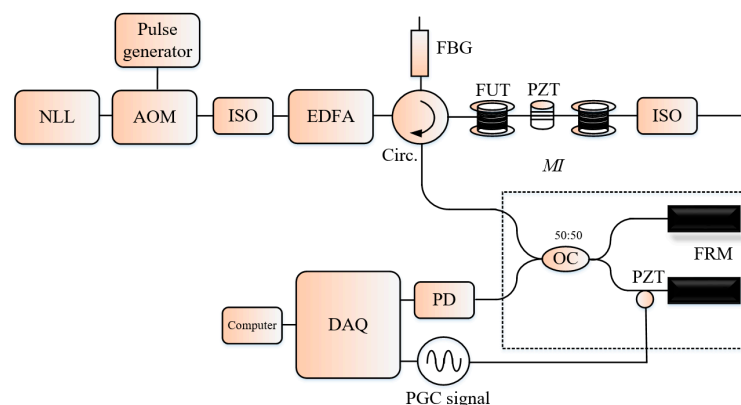 Pulse
generator
FBG
NLL
AOM
ISO
EDFA
Circ.
FUT
PZT
ISO
MI
50:50
OC
FRM
PZT
PD
DAQ
Computer
PGC signal